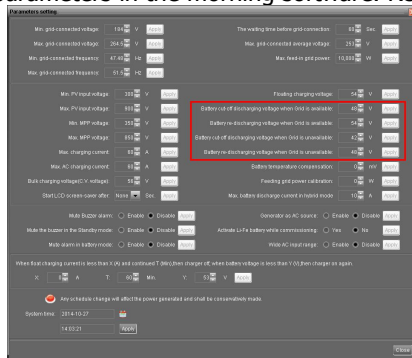 Parameters setting
Min. grid-connected voltage: 184 V Apply The waiting time before grid-connection: 60 Sec. Apply
Max. grid-connected voltage: 264.5 V Apply Max. grid-connected average voltage: 253 V Apply
Min. grid-connected frequency: 47.48 Hz Apply Max. feed-in grid power: 10,000 W Apply
Max. grid-connected frequency: 51.5 Hz Apply
Min. PV input voltage: 300 V Apply Floating charging voltage: 54 V Apply
Max. PV input voltage: 900 V Apply Battery cut-off discharging voltage when Grid is available: 48 V Apply
Min. MPP voltage: 350 V Apply Battery re-discharging voltage when Grid is available: 54 V Apply
Max. MPP voltage: 850 V Apply Battery cut-off discharging voltage when Grid is unavailable: 42 V Apply
Max. charging current: 60 A Apply Battery re-discharging voltage when Grid is unavailable: 48 V Apply
Max. AC charging current: 60 A Apply Battery temperature compensation: 0 mV Apply
Bulk charging voltage(C.V. voltage): 56 V Apply Feeding grid power calibration: 0 W Apply
Start LCD screen-saver after: None Sec. Apply Max. battery discharge current in hybrid mode: 10 A Apply
Mute Buzzer alarm: Enable Disable Apply Generator as AC source: Enable Disable Apply
Mute the buzzer in the Standby mode: Enable Disable Apply Activate Li-Fe battery while commissioning: Yes No Apply
Mute alarm in battery mode: Enable Disable Apply Wide AC input range: Enable Disable Apply
When float charging current is less than X (A) and continued T (Min),then charger off, when battery voltage is less than Y (V),then charger on again.
X: 0 A T: 60 Min. Y: 53 V Apply
Any schedule change will affect the power generated and shall be conservatively made.
System time: 2014-10-27
14:03:21 Apply
Close